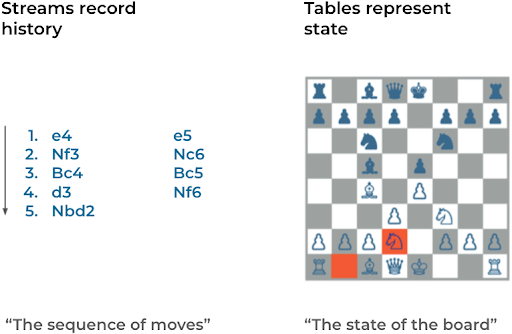 Streams record
history
Tables represent
state
1. e4 e5
2. Nf3 Nc6
3. Bc4 Bc5
4. d3 Nf6
5. Nbd2
“The sequence of moves”
“The state of the board”